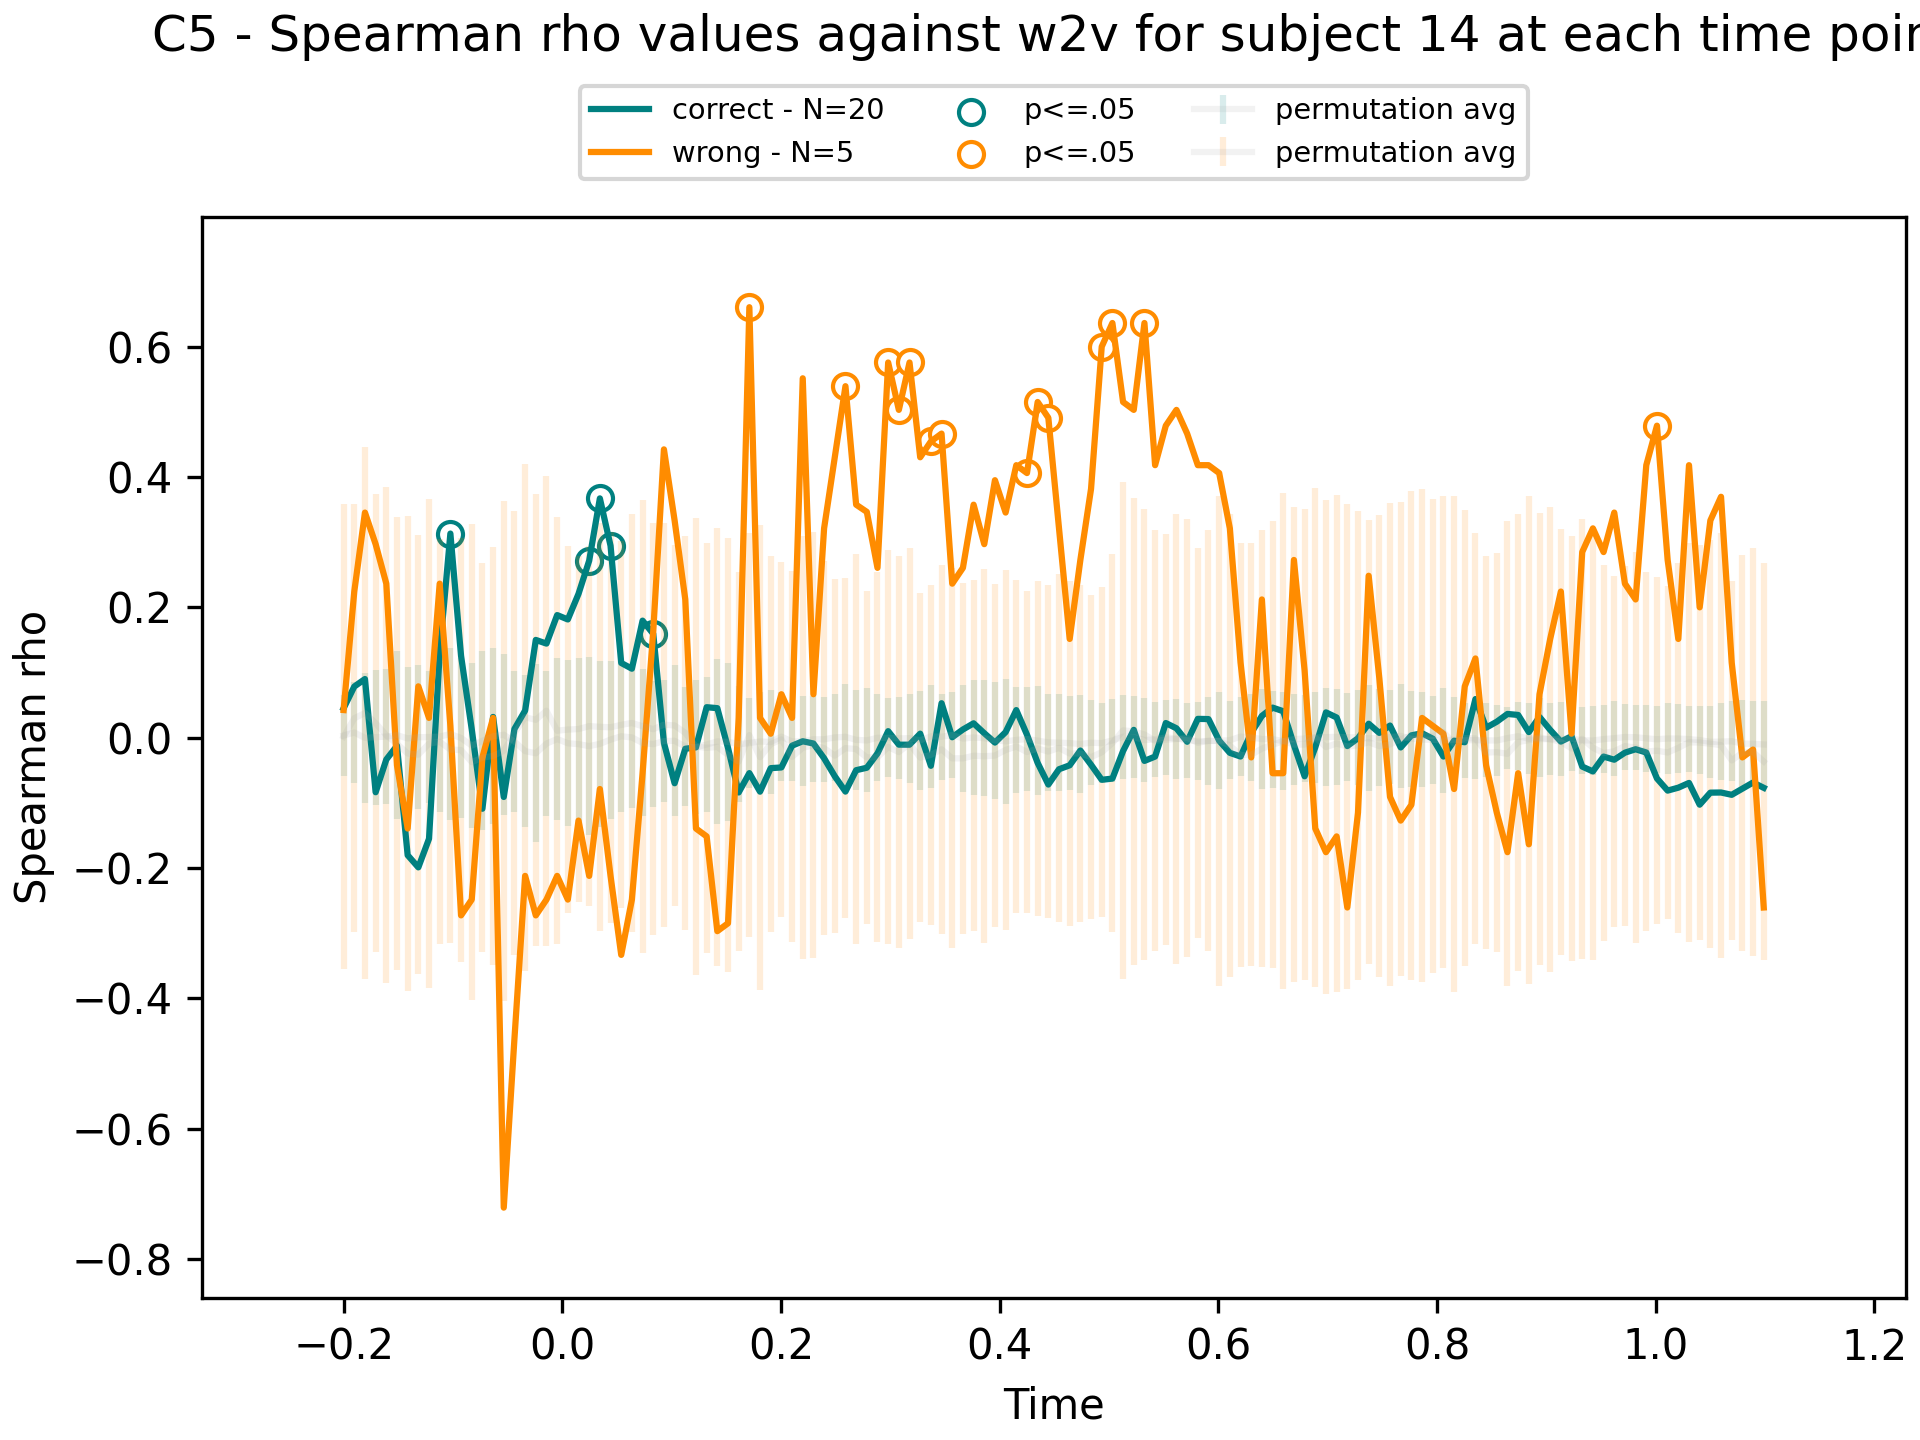 C5 - Spearman rho values against w2v for subject 14 at each time poin
correct - N=20
wrong - N=5
p<=.05
p<=.05
permutation avg
permutation avg
Spearman rho
0.6
0.4
0.2
0.0
−0.2
−0.4
−0.6
−0.8
−0.2 0.0 0.2 0.4 0.6 0.8 1.0 1.2
Time